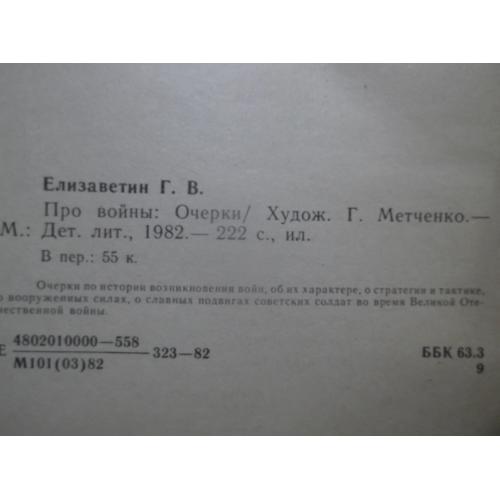 Елизаветин Г. В.
Про войны: Очерки/ Худож. Г. Метченко.—
М.: Дет. лит., 1982.— 222 с., ил.
В пер.: 55 к.
Очерки по истории возникновения войн, об их характере, о стратегии и тактике,
о вооруженных силах, о славных подвигах советских солдат во время Великой Оте-
чественной войны.
Е 4802010000—558
М101(03)82
323—82
ББК 63.3
9